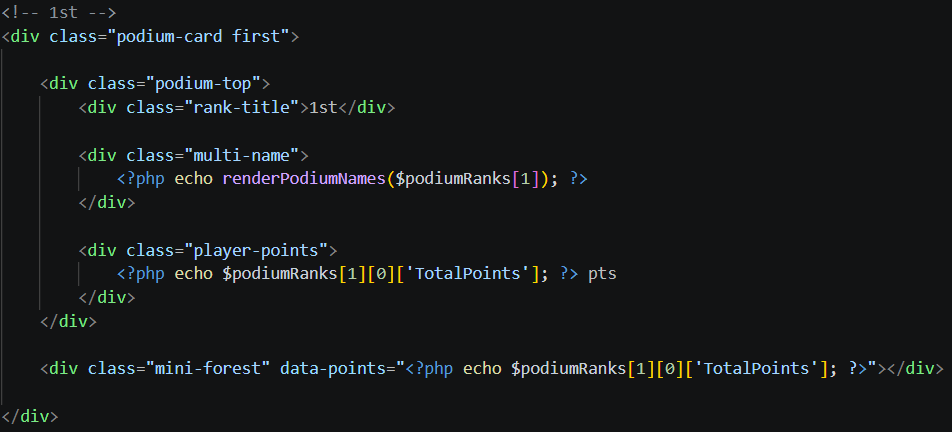 <!-- 1st -->
<div class="podium-card first">
<div class="podium-top">
<div class="rank-title">1st</div>
<div class="multi-name">
<?php echo renderPodiumNames($podiumRanks[1]); ?>
</div>
<div class="player-points">
<?php echo $podiumRanks[1][0]['TotalPoints']; ?> pts
</div>
</div>
<div class="mini-forest" data-points="<?php echo $podiumRanks[1][0]['TotalPoints']; ?>"></div>
</div>